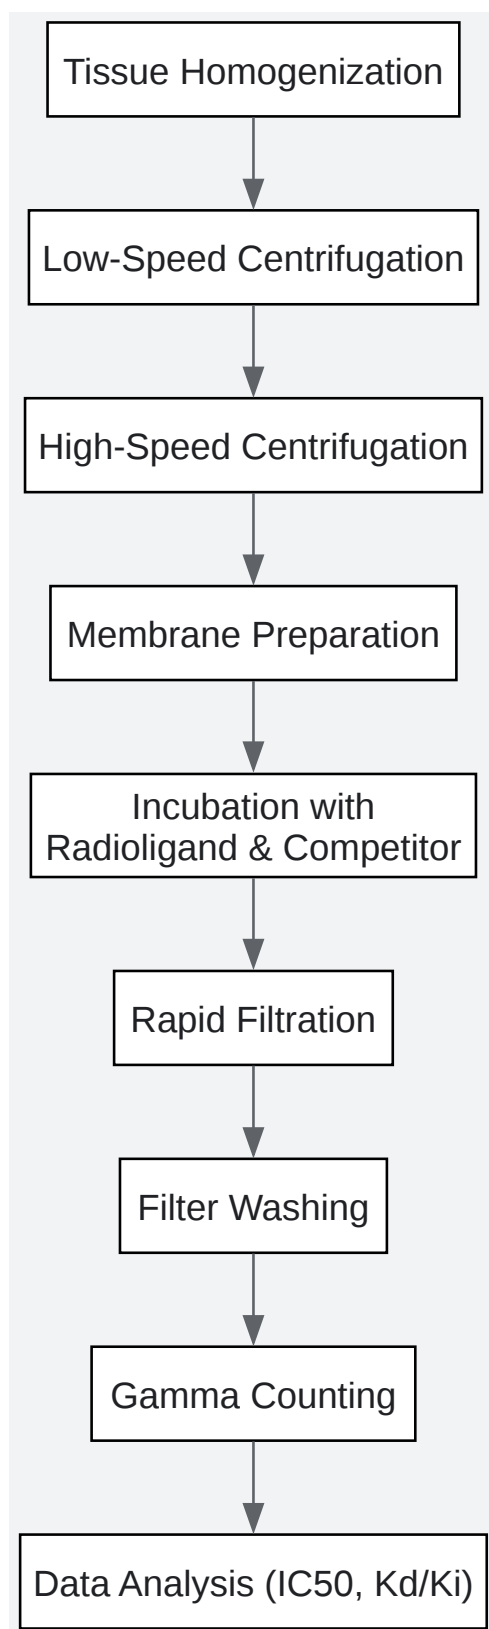 Tissue Homogenization
Low-Speed Centrifugation
High-Speed Centrifugation
Membrane Preparation
Incubation with
Radioligand & Competitor
Rapid Filtration
Filter Washing
Gamma Counting
Data Analysis (IC50, Kd/Ki)